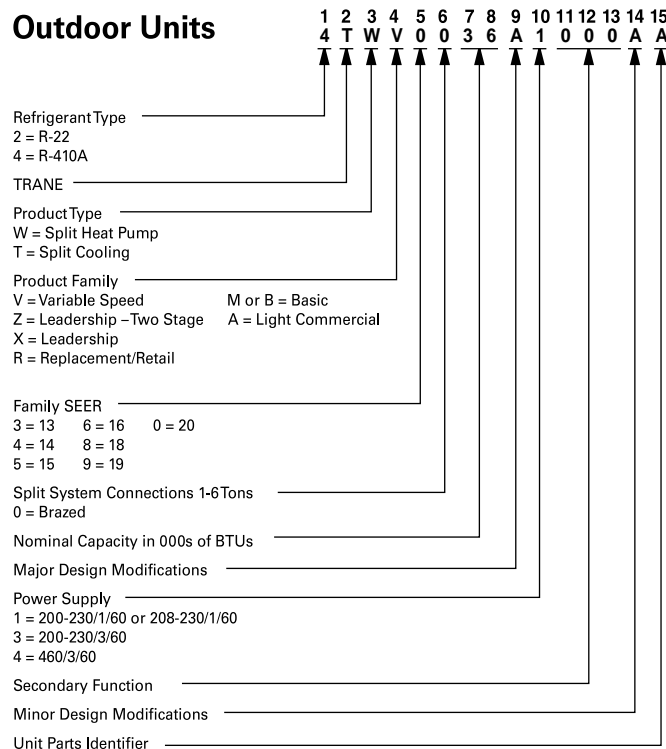 Outdoor Units
1 2 3 4 5 6 7 8 9 10 11 12 13 14 15
4 T W V 0 0 3 6 A 1 0 0 0 A A
Refrigerant Type
2 = R-22
4 = R-410A
TRANE
Product Type
W = Split Heat Pump
T = Split Cooling
Product Family
V = Variable Speed M or B = Basic
Z = Leadership – Two Stage A = Light Commercial
X = Leadership
R = Replacement/Retail
Family SEER
3 = 13 6 = 16 0 = 20
4 = 14 8 = 18
5 = 15 9 = 19
Split System Connections 1-6 Tons
0 = Brazed
Nominal Capacity in 000s of BTUs
Major Design Modifications
Power Supply
1 = 200-230/1/60 or 208-230/1/60
3 = 200-230/3/60
4 = 460/3/60
Secondary Function
Minor Design Modifications
Unit Parts Identifier